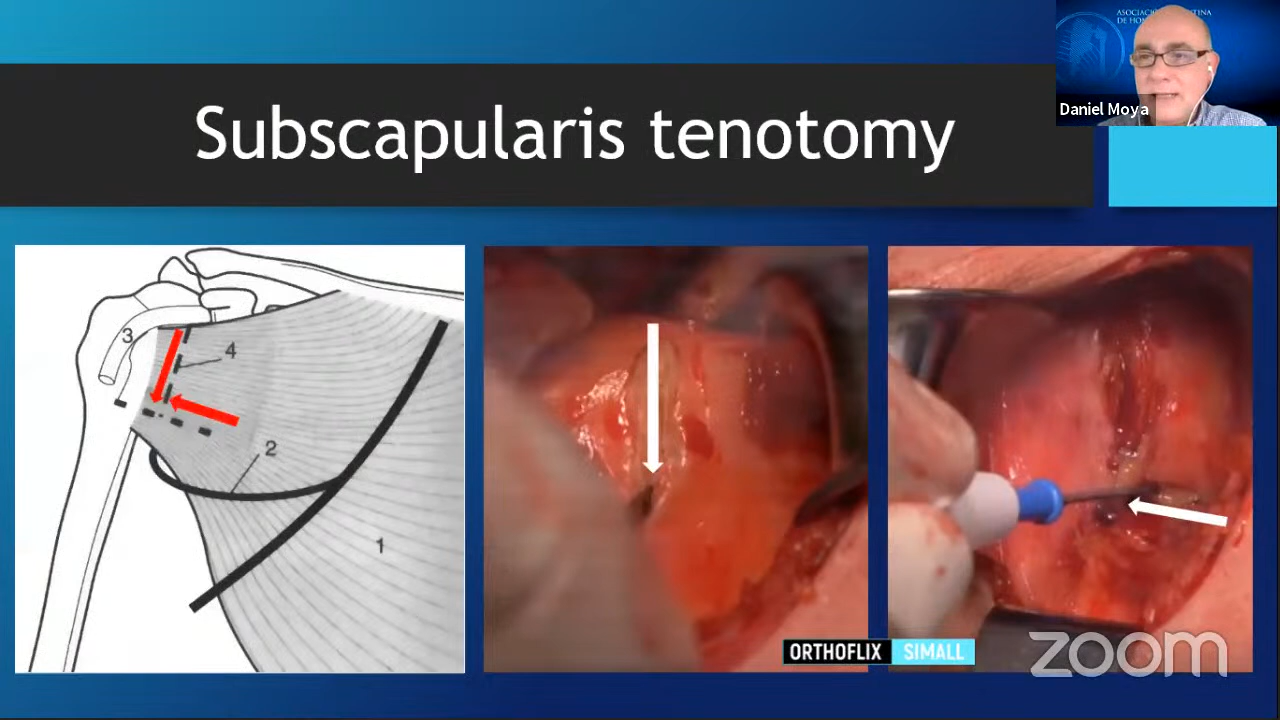 Subscapularis tenotomy
Daniel Moya
3
4
2
1
ORTHOFLIX SIMALL
zoom